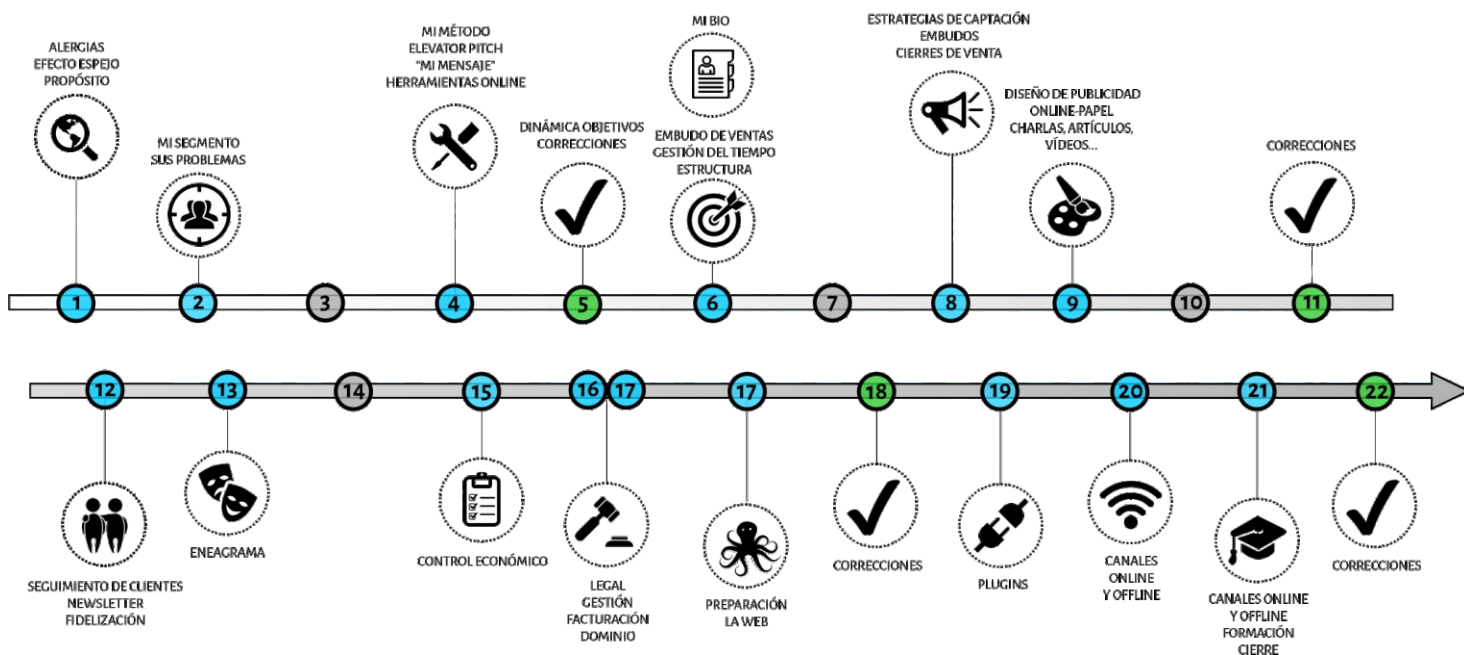 ALERGIAS
EFECTO ESPEJO
PROPÓSITO
MI SEGMENTO
SUS PROBLEMAS
MI MÉTODO
ELEVATOR PITCH
“MI MENSAJE”
HERRAMIENTAS ONLINE
DINÁMICA OBJETIVOS
CORRECCIONES
MI BIO
EMBUDO DE VENTAS
GESTIÓN DEL TIEMPO
ESTRUCTURA
ESTRATEGIAS DE CAPTACIÓN
EMBUDOS
CIERRES DE VENTA
DISEÑO DE PUBLICIDAD
ONLINE-PAPEL
CHARLAS, ARTÍCULOS,
VÍDEOS...
CORRECCIONES
1 2 3 4 5 6 7 8 9 10 11
12 13 14 15 16 17 17 18 19 20 21 22
SEGUIMIENTO DE CLIENTES
NEWSLETTER
FIDELIZACIÓN
ENEAGRAMA
CONTROL ECONÓMICO
LEGAL
GESTIÓN
FACTURACIÓN
DOMINIO
PREPARACIÓN
LA WEB
CORRECCIONES
PLUGINS
CANALES
ONLINE
Y OFFLINE
CANALES ONLINE
Y OFFLINE
FORMACIÓN
CIERRE
CORRECCIONES